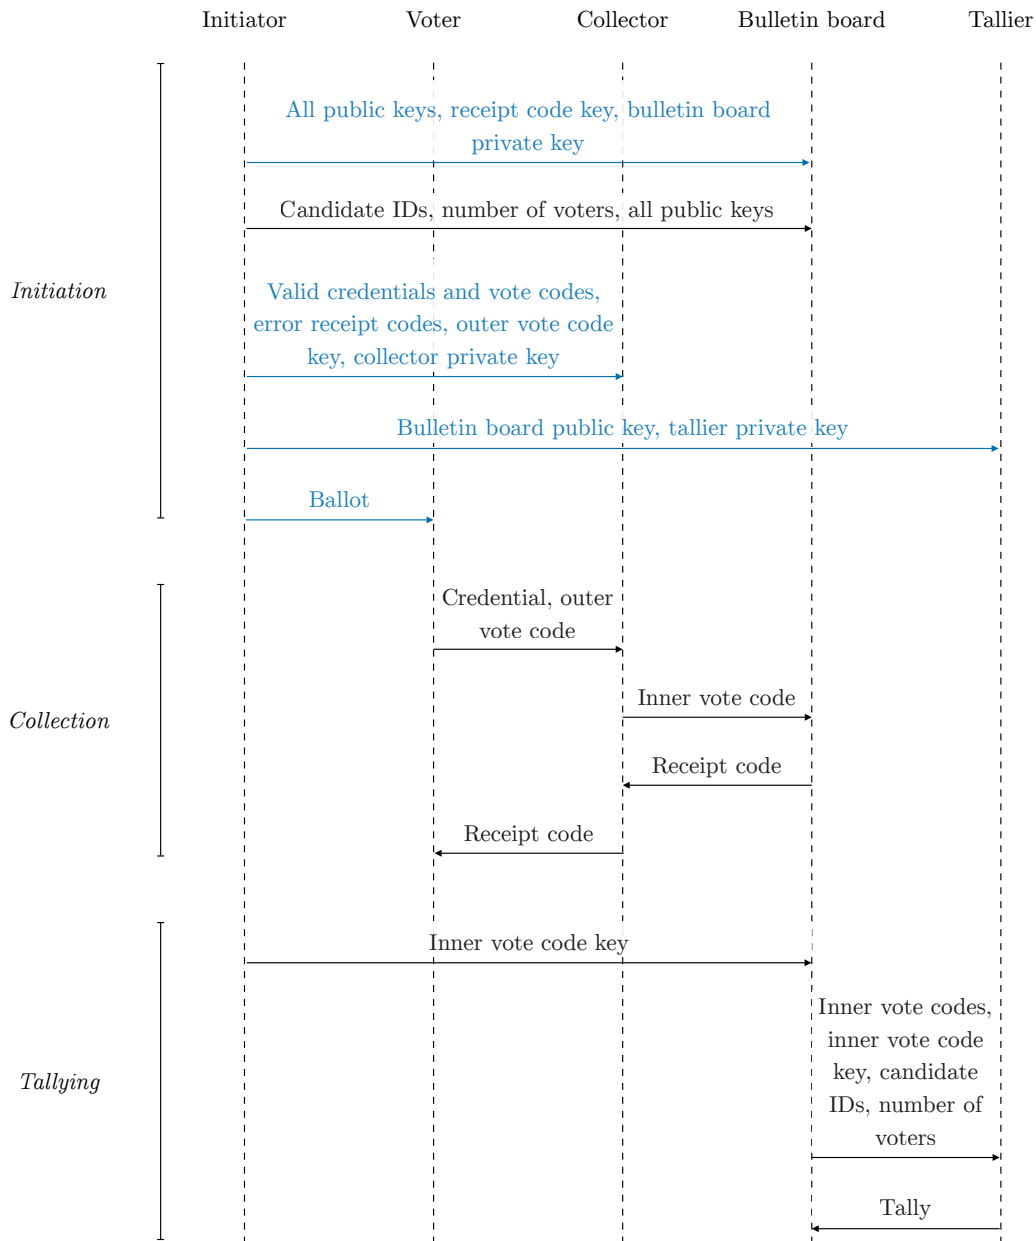 Initiator Voter Collector Bulletin board Tallier
All public keys, receipt code key, bulletin board
private key
Candidate IDs, number of voters, all public keys
Initiation
Valid credentials and vote codes,
error receipt codes, outer vote code
key, collector private key
Bulletin board public key, tallier private key
Ballot
Credential, outer
vote code
Inner vote code
Collection
Receipt code
Receipt code
Inner vote code key
Inner vote codes,
inner vote code
key, candidate
IDs, number of
voters
Tallying
Tally